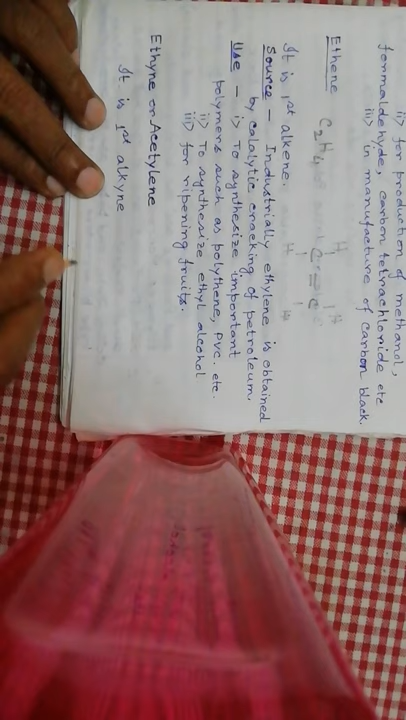 ii) for production of methanol,
formaldehyde, carbon tetrachloride etc
iii) in manufacture of carbon black.
Ethene C2H4
H H
C = C
H
It is 1st alkene.
Source - Industrially ethylene is obtained
by catalytic cracking of petroleum
Use - i) To synthesize important
polymers such as polythene, PVC. etc.
ii) To synthesize ethyl alcohol
iii) for ripening fruits.
Ethyne or Acetylene
It is 1st alkyne